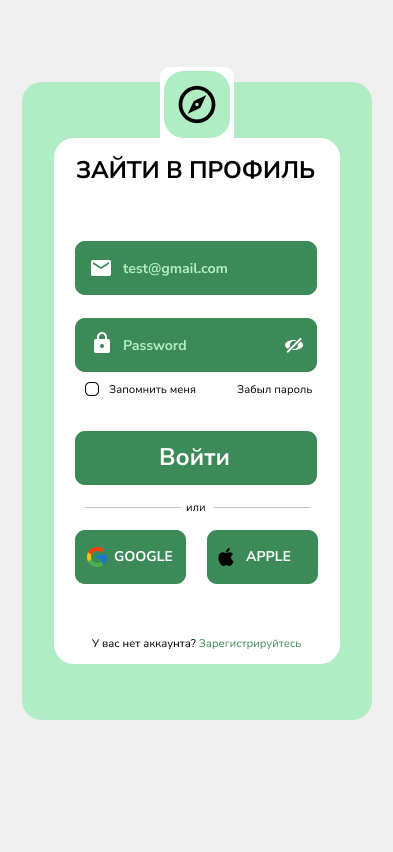 ЗАЙТИ В ПРОФИЛЬ
test@gmail.com
Password
Запомнить меня Забыл пароль
Войти
или
GOOGLE APPLE
У вас нет аккаунта? Зарегистрируйтесь